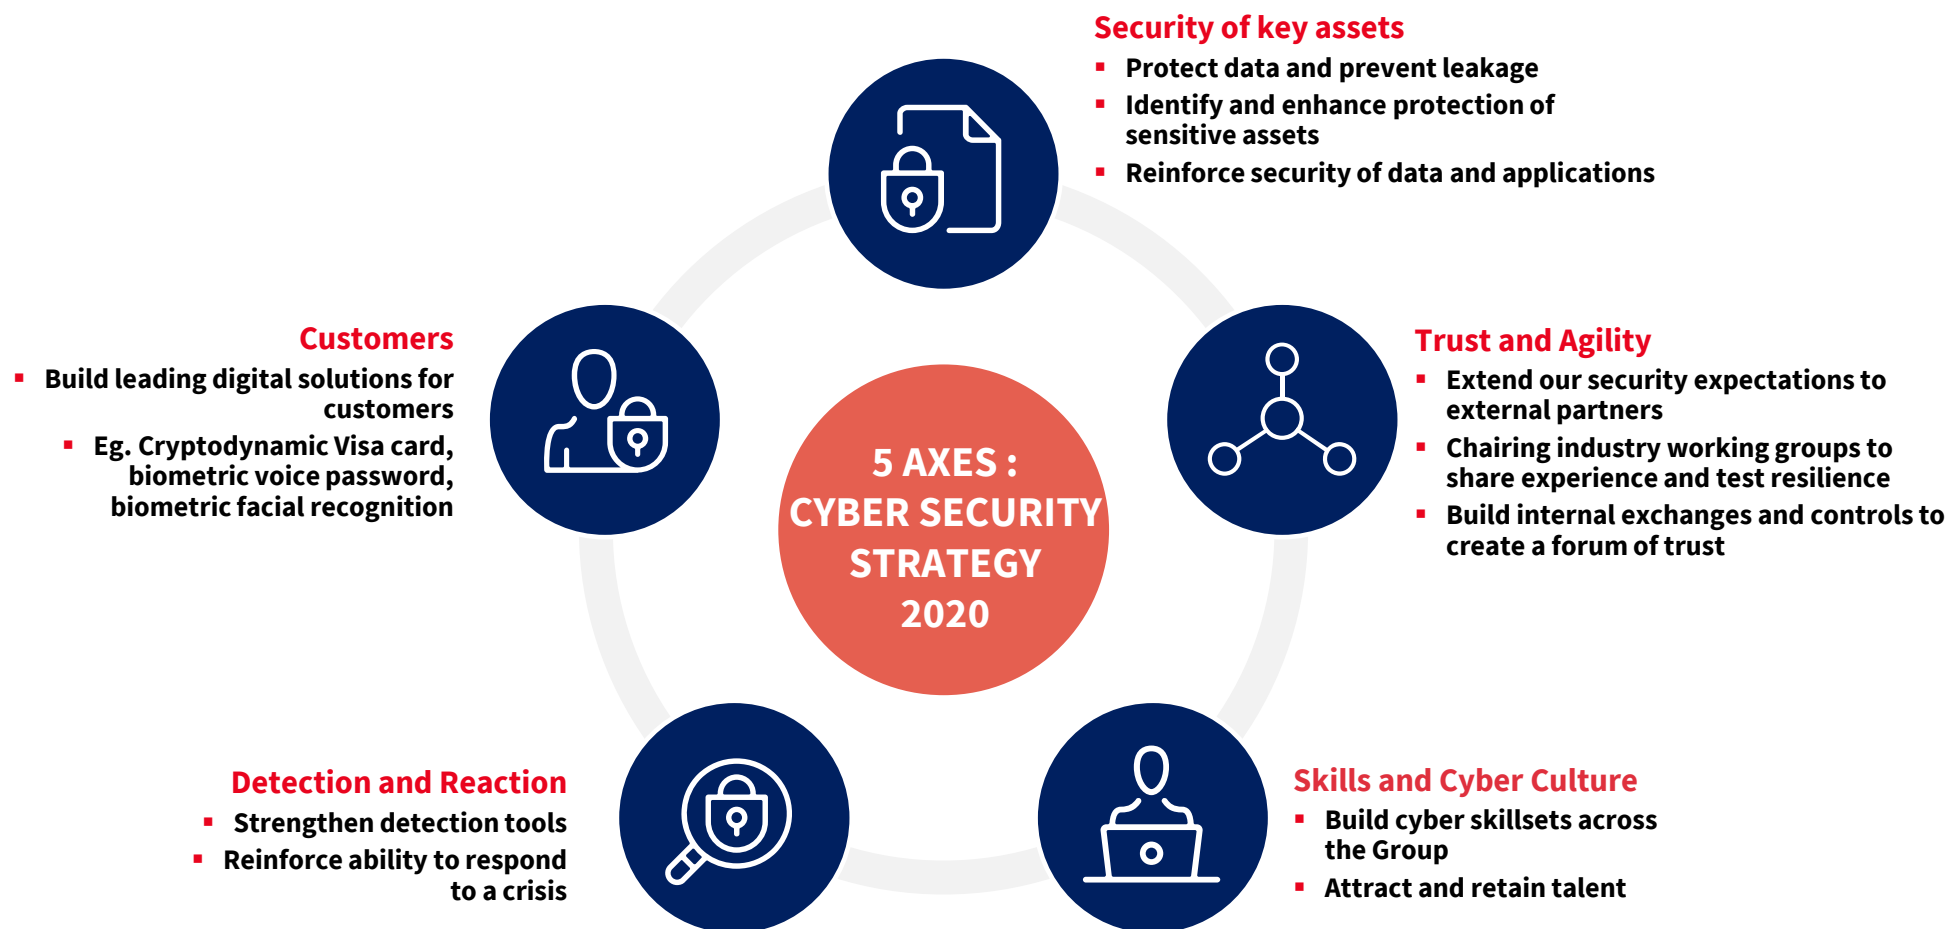 Security of key assets
▪ Protect data and prevent leakage
▪ Identify and enhance protection of
sensitive assets
▪ Reinforce security of data and applications
Customers
▪ Build leading digital solutions for
customers
▪ Eg. Cryptodynamic Visa card,
biometric voice password,
biometric facial recognition
Trust and Agility
▪ Extend our security expectations to
external partners
▪ Chairing industry working groups to
share experience and test resilience
▪ Build internal exchanges and controls to
create a forum of trust
5 AXES :
CYBER SECURITY
STRATEGY
2020
Detection and Reaction
▪ Strengthen detection tools
▪ Reinforce ability to respond
to a crisis
Skills and Cyber Culture
▪ Build cyber skillsets across
the Group
▪ Attract and retain talent